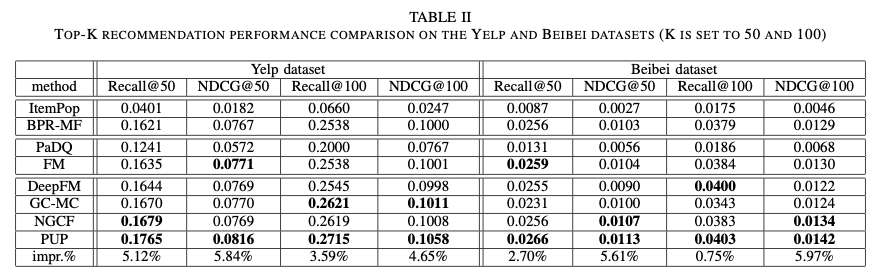 TABLE II
TOP-K RECOMMENDATION PERFORMANCE COMPARISON ON THE YELP AND BEIBEI DATASETS (K IS SET TO 50 AND 100)
Yelp dataset Beibei dataset
method Recall@50 NDCG@50 Recall@100 NDCG@100 Recall@50 NDCG@50 Recall@100 NDCG@100
ItemPop 0.0401 0.0182 0.0660 0.0247 0.0087 0.0027 0.0175 0.0046
BPR-MF 0.1621 0.0767 0.2538 0.1000 0.0256 0.0103 0.0379 0.0129
PaDQ 0.1241 0.0572 0.2000 0.0767 0.0131 0.0056 0.0186 0.0068
FM 0.1635 0.0771 0.2538 0.1001 0.0259 0.0104 0.0384 0.0130
DeepFM 0.1644 0.0769 0.2545 0.0998 0.0255 0.0090 0.0400 0.0122
GC-MC 0.1670 0.0770 0.2621 0.1011 0.0231 0.0100 0.0343 0.0124
NGCF 0.1679 0.0769 0.2619 0.1008 0.0256 0.0107 0.0383 0.0134
PUP 0.1765 0.0816 0.2715 0.1058 0.0266 0.0113 0.0403 0.0142
impr.% 5.12% 5.84% 3.59% 4.65% 2.70% 5.61% 0.75% 5.97%